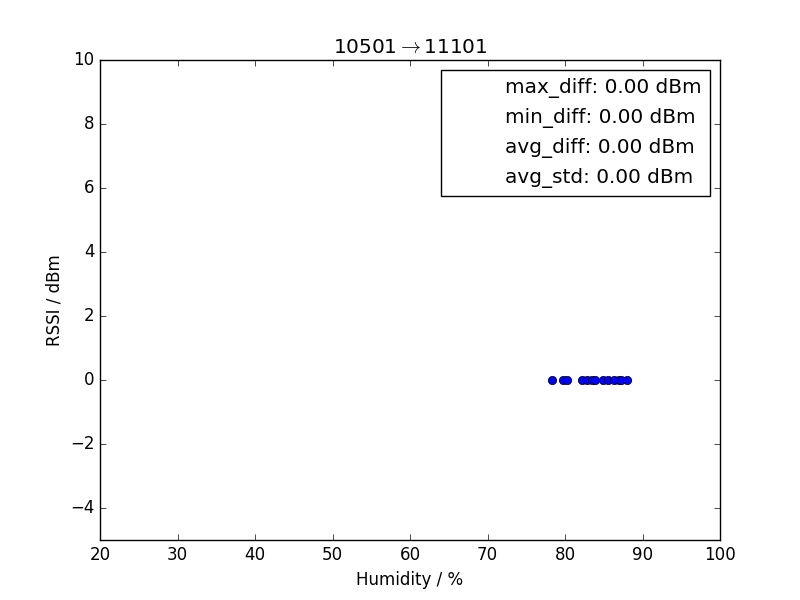 10501→11101
max_diff: 0.00 dBm
min_diff: 0.00 dBm
avg_diff: 0.00 dBm
avg_std: 0.00 dBm
RSSI / dBm
10
8
6
4
2
0
−2
−4
20 30 40 50 60 70 80 90 100
Humidity / %